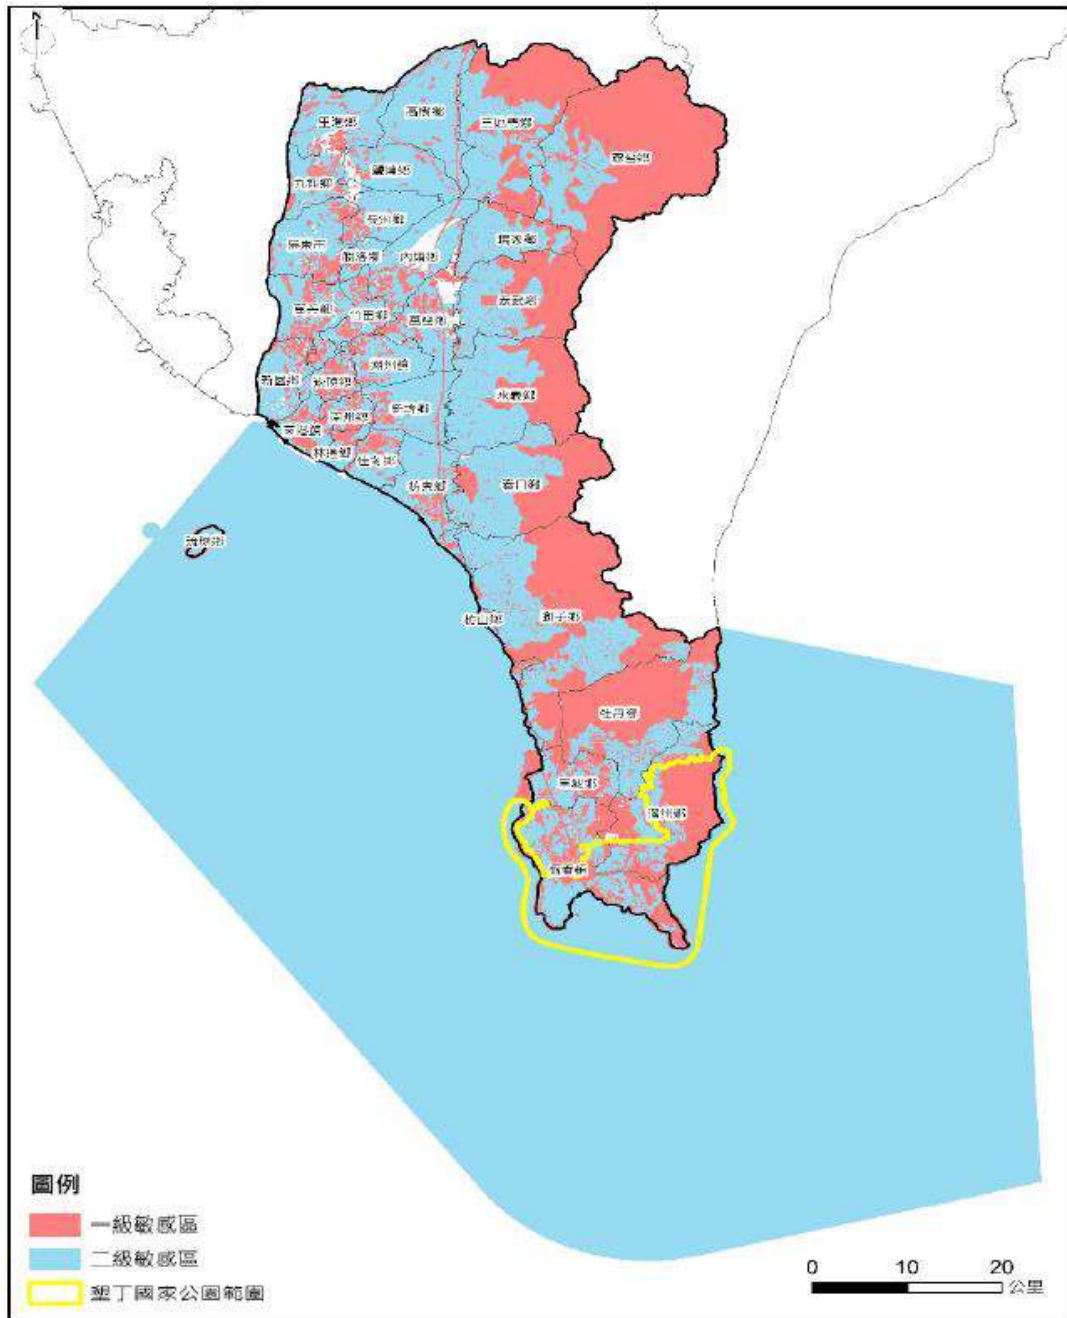 N
高樹鄉
里港鄉
三地門鄉
霧台鄉
鹽埔鄉
九如鄉
長治鄉
屏東市
瑪家鄉
麟洛鄉
內埔鄉
泰武鄉
萬丹鄉
竹田鄉
萬巒鄉
潮州鎮
新園鄉
崁頂鄉
來義鄉
新埤鄉
南州鄉
東港鎮
林邊鄉
佳冬鄉
春日鄉
枋寮鄉
琉球鄉
枋山鄉
獅子鄉
牡丹鄉
車城鄉
滿州鄉
恆春鎮
圖例
一級敏感區
二級敏感區
墾丁國家公園範圍
0 10 20
公里